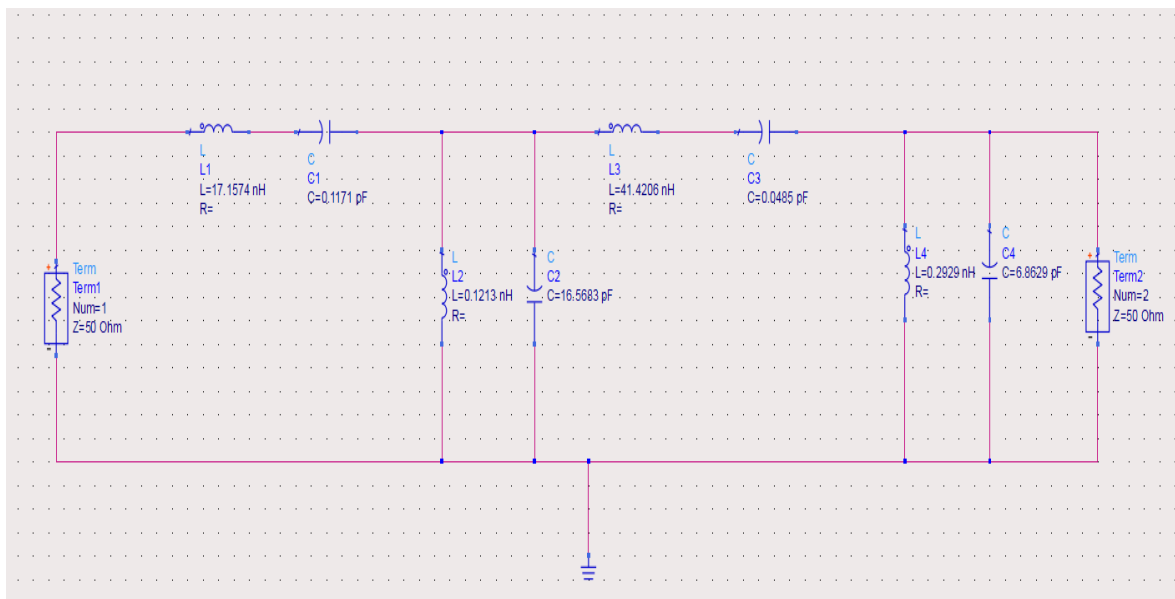 L
L1
L=17.1574 nH
R=
C
C1
C=0.1171 pF
L
L3
L=41.4206 nH
R=
C
C3
C=0.0485 pF
Term
Term1
Num=1
Z=50 Ohm
L
L2
L=0.1213 nH
R=
C
C2
C=16.5683 pF
L
L4
L=0.2929 nH
R=
C
C4
C=6.8629 pF
Term
Term2
Num=2
Z=50 Ohm